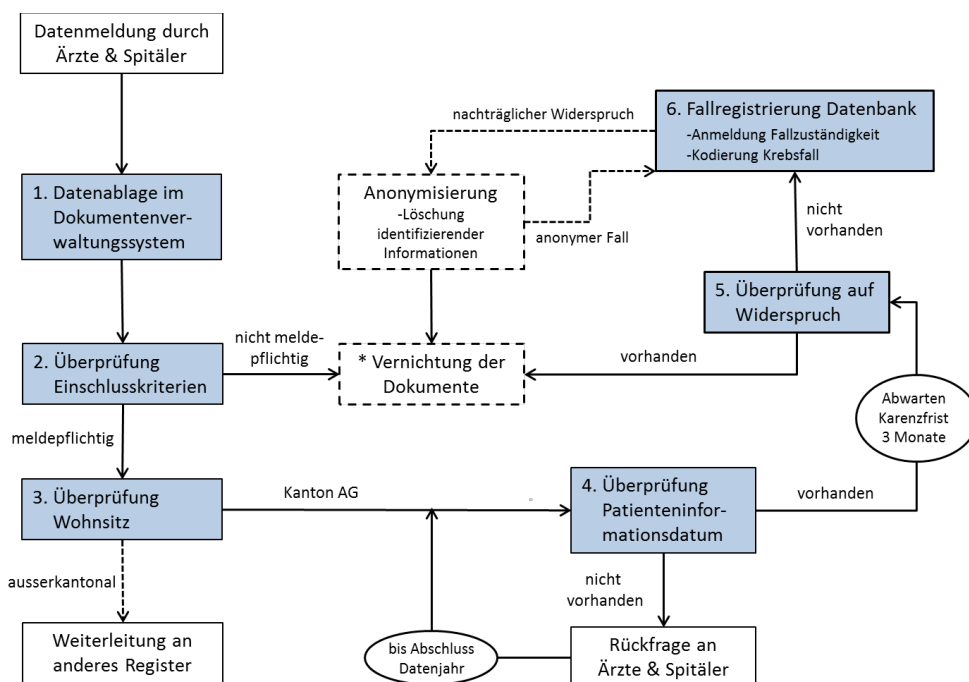 Datenmeldung durch
Ärzte & Spitäler
1. Datenablage im
Dokumentenver-
waltungssystem
2. Überprüfung
Einschlusskriterien
nicht melde-
pflichtig
meldepflichtig
3. Überprüfung
Wohnsitz
ausserkantonal
Weiterleitung an
anderes Register
Kanton AG
nachträglicher Widerspruch
Anonymisierung
-Löschung
identifizierender
Informationen
anonymer Fall
* Vernichtung der
Dokumente
6. Fallregistrierung Datenbank
-Anmeldung Fallzuständigkeit
-Kodierung Krebsfall
nicht
vorhanden
5. Überprüfung auf
Widerspruch
vorhanden
Abwarten
Karenzfrist
3 Monate
4. Überprüfung
Patienteninfor-
mationsdatum
vorhanden
nicht
vorhanden
bis Abschluss
Datenjahr
Rückfrage an
Ärzte & Spitäler